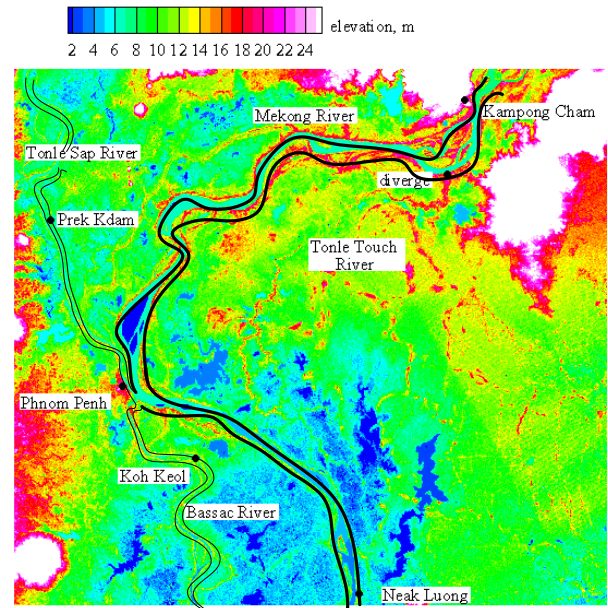 elevation, m
2 4 6 8 10 12 14 16 18 20 22 24
Mekong River
Kampong Cham
Tonle Sap River
diverge
Prek Kdam
Tonle Touch
River
Phnom Penh
Koh Keol
Bassac River
Neak Luong